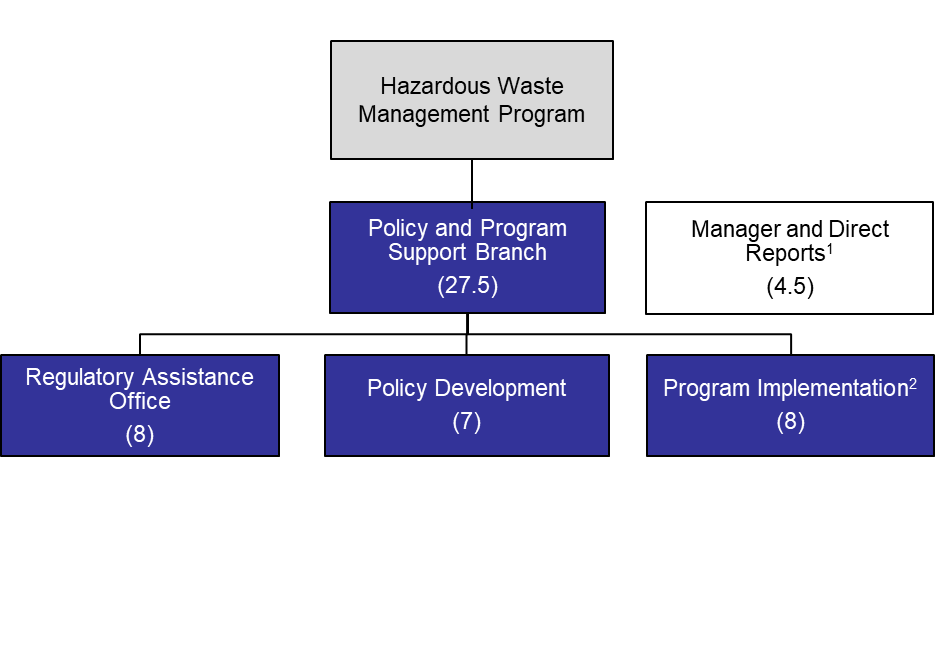 Hazardous Waste
Management Program
Policy and Program
Support Branch
(27.5)
Manager and Direct
Reports¹
(4.5)
Regulatory Assistance
Office
(8)
Policy Development
(7)
Program Implementation²
(8)